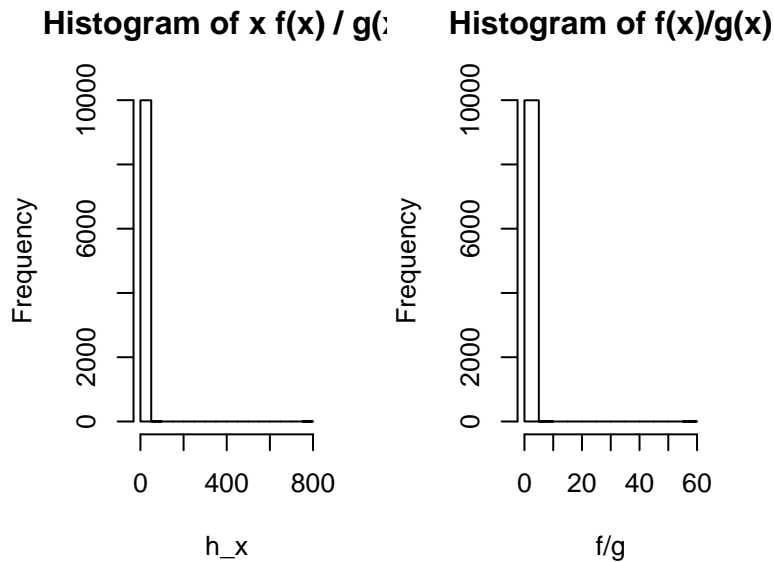 Histogram of x f(x) / g(x
Frequency
10000
6000
2000
0
0 400 800
h_x
Histogram of f(x)/g(x)
Frequency
10000
6000
2000
0
0 20 40 60
f/g